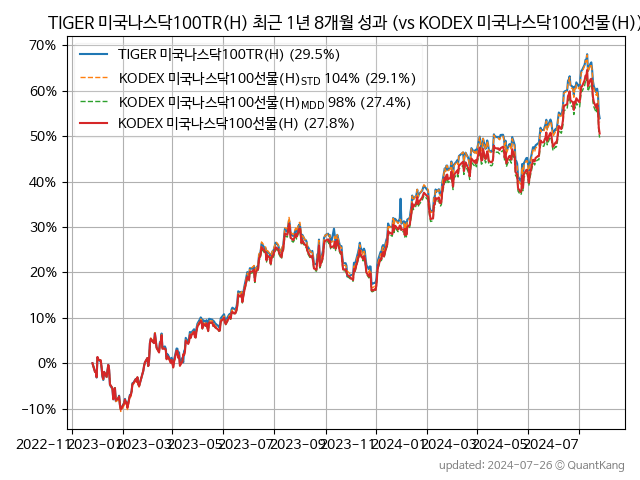 TIGER 미국나스닥100TR(H) 최근 1년 8개월 성과 (vs KODEX 미국나스닥100선물(H))
70%
60%
50%
40%
30%
20%
10%
0%
-10%
TIGER 미국나스닥100TR(H) (29.5%)
KODEX 미국나스닥100선물(H)STD 104% (29.1%)
KODEX 미국나스닥100선물(H)MDD 98% (27.4%)
KODEX 미국나스닥100선물(H) (27.8%)
2022-11 2023-01 2023-03 2023-05 2023-07 2023-09 2023-11 2024-01 2024-03 2024-05 2024-07
updated: 2024-07-26 © QuantKang